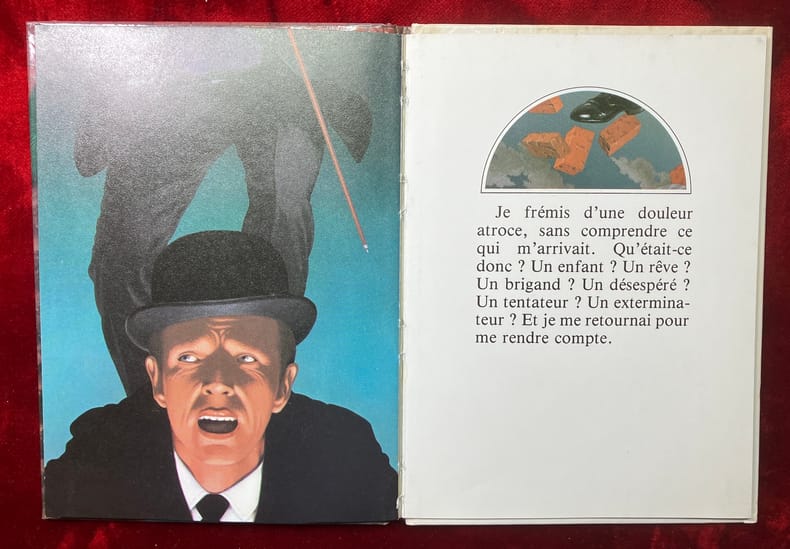 Je frémis d'une douleur
atroce, sans comprendre ce
qui m'arrivait. Qu'était-ce
donc ? Un enfant ? Un rêve ?
Un brigand ? Un désespéré ?
Un tentateur ? Un extermina-
teur ? Et je me retournai pour
me rendre compte.